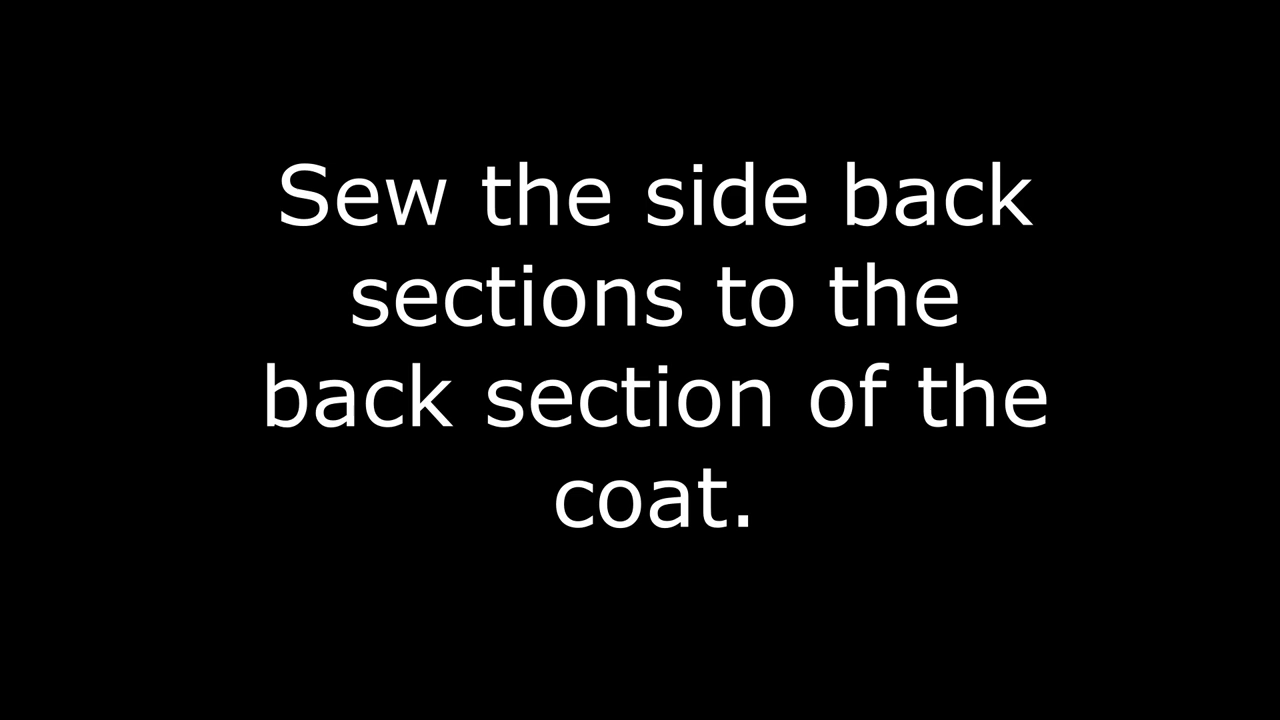 Sew the side back
sections to the
back section of the
coat.